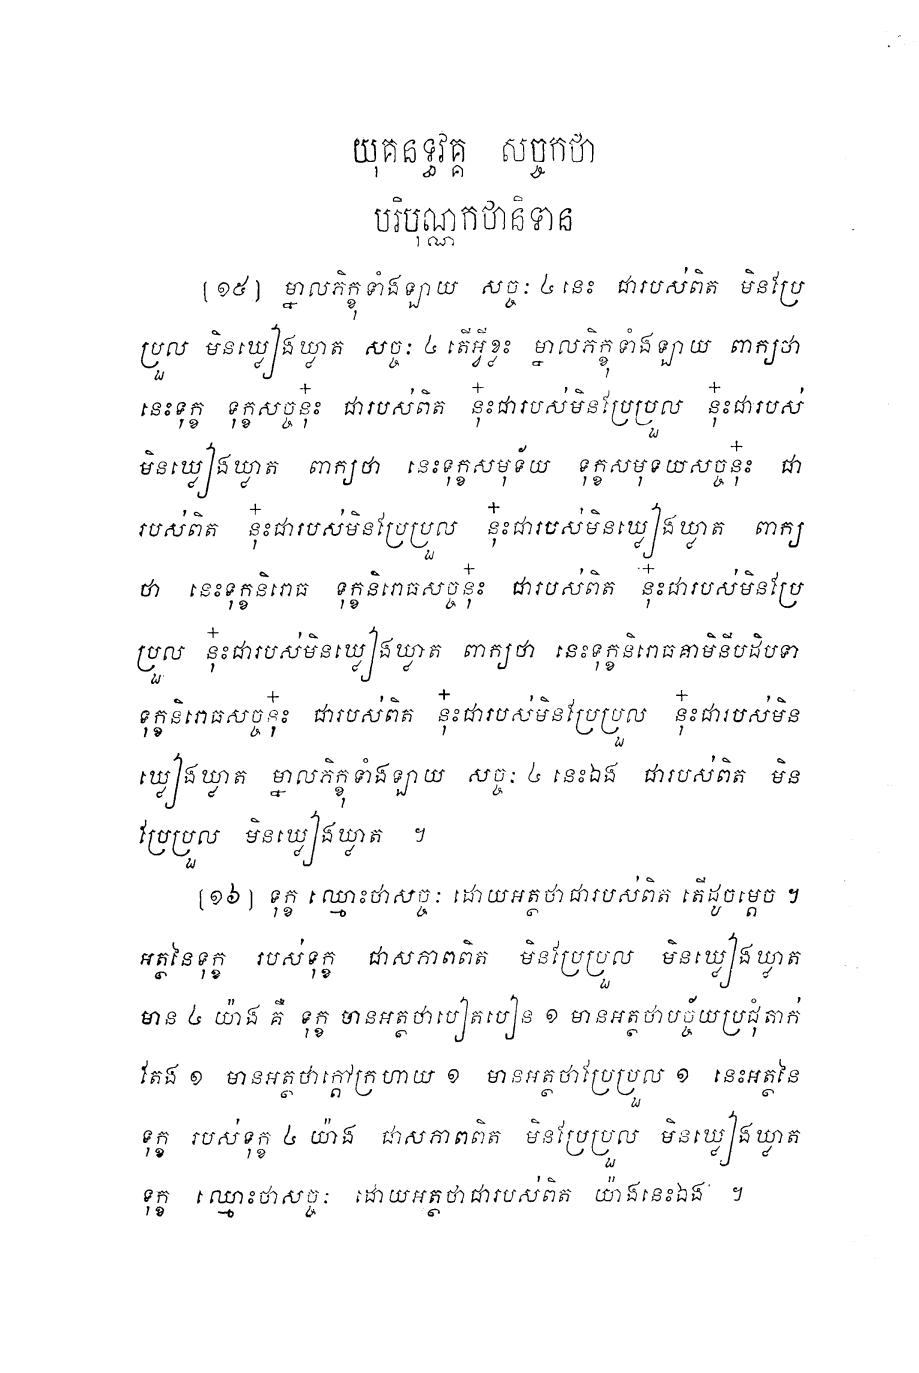 យុគនទ្ធវគ្គ សច្ចកថា
បរិបុណ្ណកថានិទាន
[១៥] ម្នាលភិក្ខុទាំងឡាយ សច្ចៈ ៤ នេះ ជារបស់ពិត មិនប្រែ
ប្រួល មិនឃ្លៀងឃ្លាត សច្ចៈ ៤ តើអ្វីខ្លះ ម្នាលភិក្ខុទាំងឡាយ ពាក្យថា
នេះទុក្ខ ទុក្ខសច្ចនុ៎ះ ជារបស់ពិត នុ៎ះជារបស់មិនប្រែប្រួល នុ៎ះជារបស់
មិនឃ្លៀងឃ្លាត ពាក្យថា នេះទុក្ខសមុទ័យ ទុក្ខសមុទយសច្ចនុ៎ះ ជា
របស់ពិត នុ៎ះជារបស់មិនប្រែប្រួល នុ៎ះជារបស់មិនឃ្លៀងឃ្លាត ពាក្យ
ថា នេះទុក្ខនិរោធ ទុក្ខនិរោធសច្ចនុ៎ះ ជារបស់ពិត នុ៎ះជារបស់មិនប្រែ
ប្រួល នុ៎ះជារបស់មិនឃ្លៀងឃ្លាត ពាក្យថា នេះទុក្ខនិរោធគាមិនីបដិបទា
ទុក្ខនិរោធសច្ចនុ៎ះ ជារបស់ពិត នុ៎ះជារបស់មិនប្រែប្រួល នុ៎ះជារបស់មិន
ឃ្លៀងឃ្លាត ម្នាលភិក្ខុទាំងឡាយ សច្ចៈ ៤ នេះឯង ជារបស់ពិត មិន
ប្រែប្រួល មិនឃ្លៀងឃ្លាត ។
[១៦] ទុក្ខ ឈ្មោះថាសច្ចៈ ដោយអត្ថថាជារបស់ពិត តើដូចម្តេច ។
អត្ថនៃទុក្ខ របស់ទុក្ខ ជាសភាពពិត មិនប្រែប្រួល មិនឃ្លៀងឃ្លាត
មាន ៤ យ៉ាង គឺ ទុក្ខ មានអត្ថថាបៀតបៀន ១ មានអត្ថថាបច្ច័យប្រជុំតាក់
តែង ១ មានអត្ថថាក្តៅក្រហាយ ១ មានអត្ថថាប្រែប្រួល ១ នេះអត្ថនៃ
ទុក្ខ របស់ទុក្ខ ៤ យ៉ាង ជាសភាពពិត មិនប្រែប្រួល មិនឃ្លៀងឃ្លាត
ទុក្ខ ឈ្មោះថាសច្ចៈ ដោយអត្ថថាជារបស់ពិត យ៉ាងនេះឯង ។